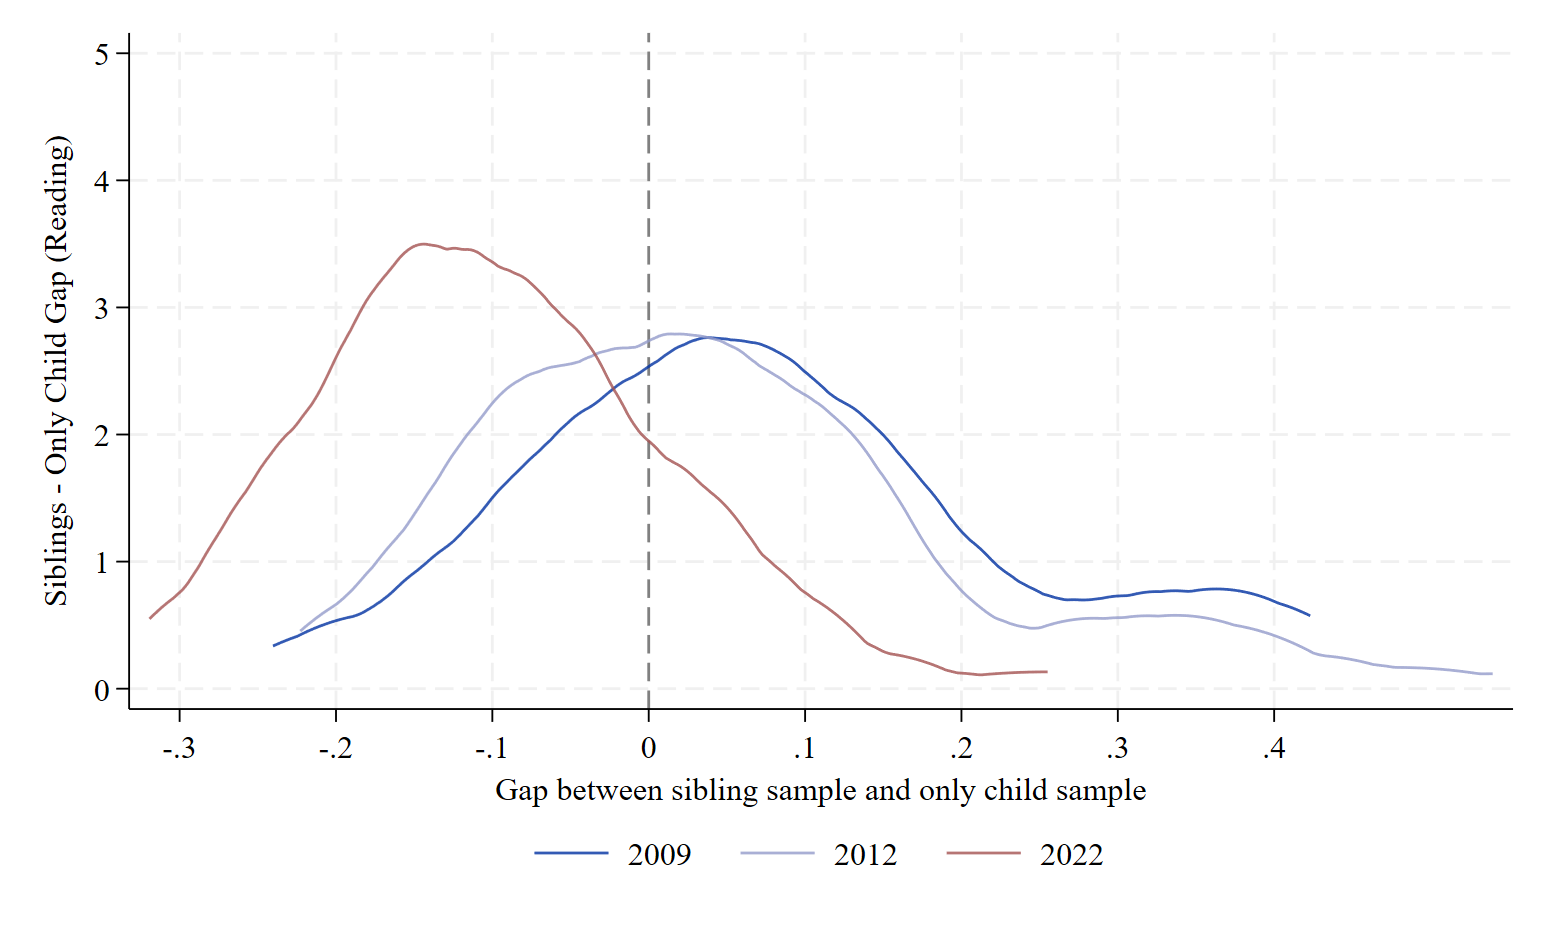 Siblings - Only Child Gap (Reading)
5
4
3
2
1
0
-.3 -.2 -.1 0 .1 .2 .3 .4
Gap between sibling sample and only child sample
2009 2012 2022